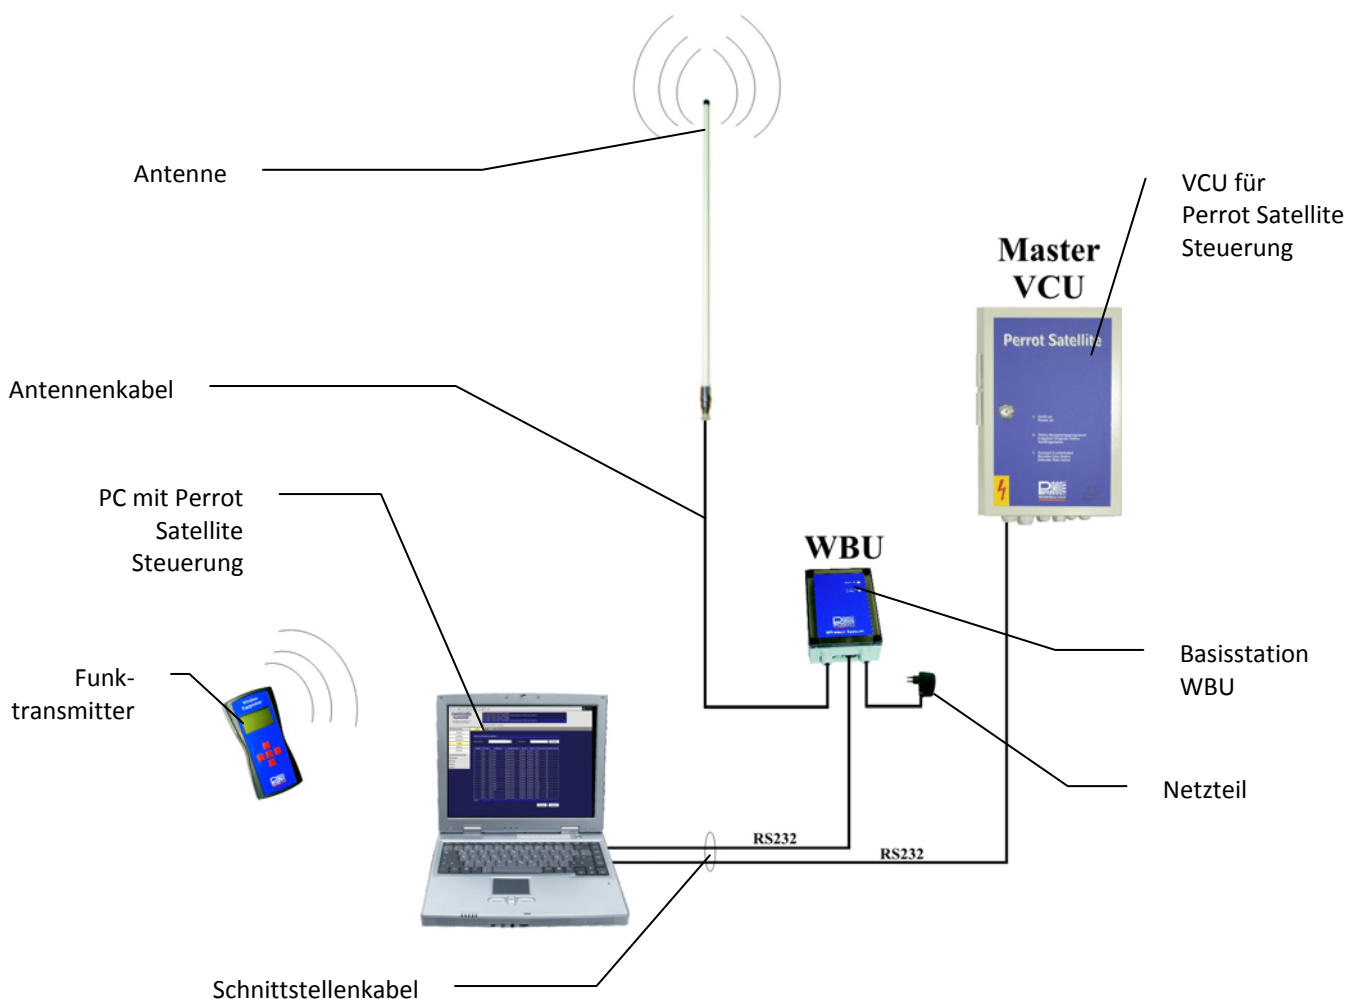 Antenne
VCU für
Perrot Satellite
Steuerung
Master
VCU
Perrot Satellite
Antennenkabel
PC mit Perrot
Satellite
Steuerung
WBU
Funk-
transmitter
Basisstation
WBU
Netzteil
RS232
RS232
Schnittstellenkabel